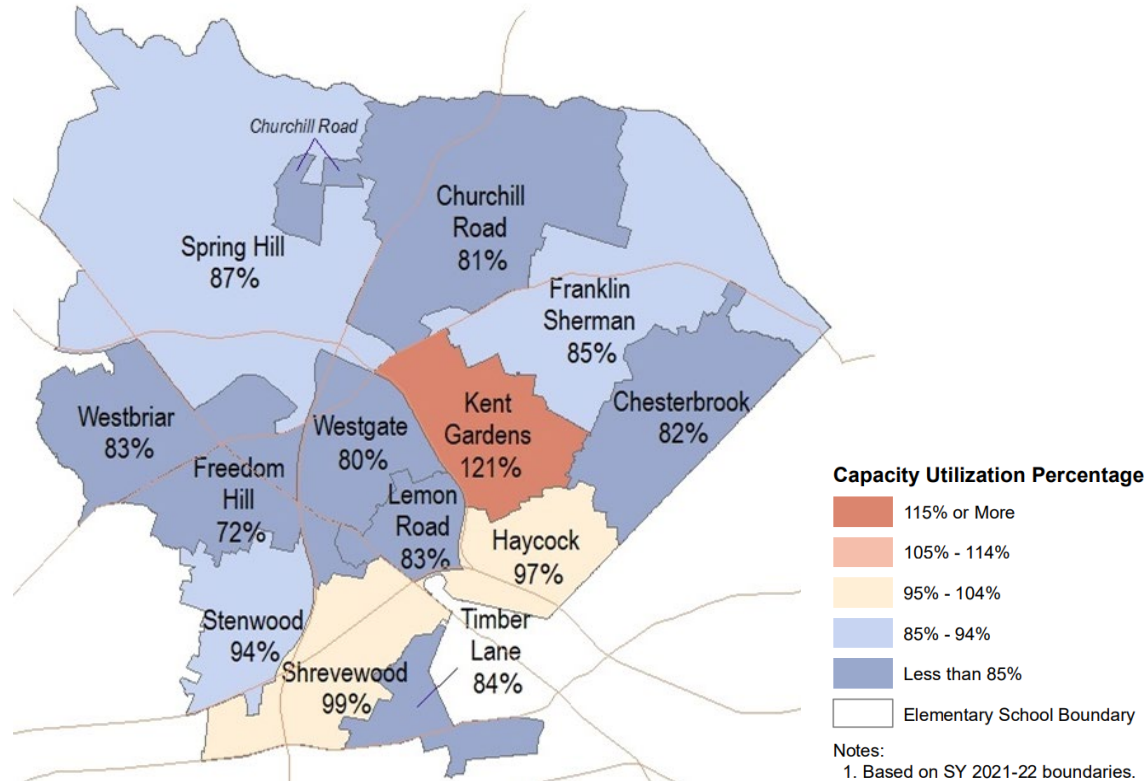 Churchill Road
Churchill
Road
81%
Spring Hill
87%
Franklin
Sherman
85%
Kent
Gardens
121%
Chesterbrook
82%
Westbriar
83%
Westgate
80%
Freedom
Hill
72%
Lemon
Road
83%
Haycock
97%
Stenwood
94%
Timber
Lane
84%
Shrevewood
99%
Capacity Utilization Percentage
115% or More
105% - 114%
95% - 104%
85% - 94%
Less than 85%
Elementary School Boundary
Notes:
1. Based on SY 2021-22 boundaries.